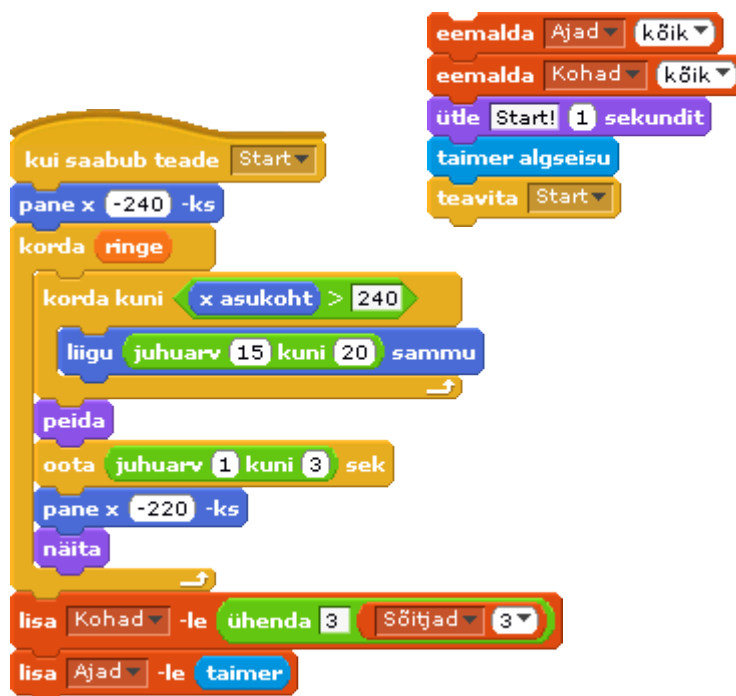 eemalda Ajad kõik
eemalda Kohad kõik
ütle Start! 1 sekundit
taimer algseisu
teavita Start
kui saabub teade Start
pane x -240 -ks
korda ringe
korda kuni x asukoht > 240
liigu juhuarv 15 kuni 20 sammu
peida
oota juhuarv 1 kuni 3 sek
pane x -220 -ks
näita
lisa Kohad -le ühenda 3 Sõitjad 3
lisa Ajad -le taimer